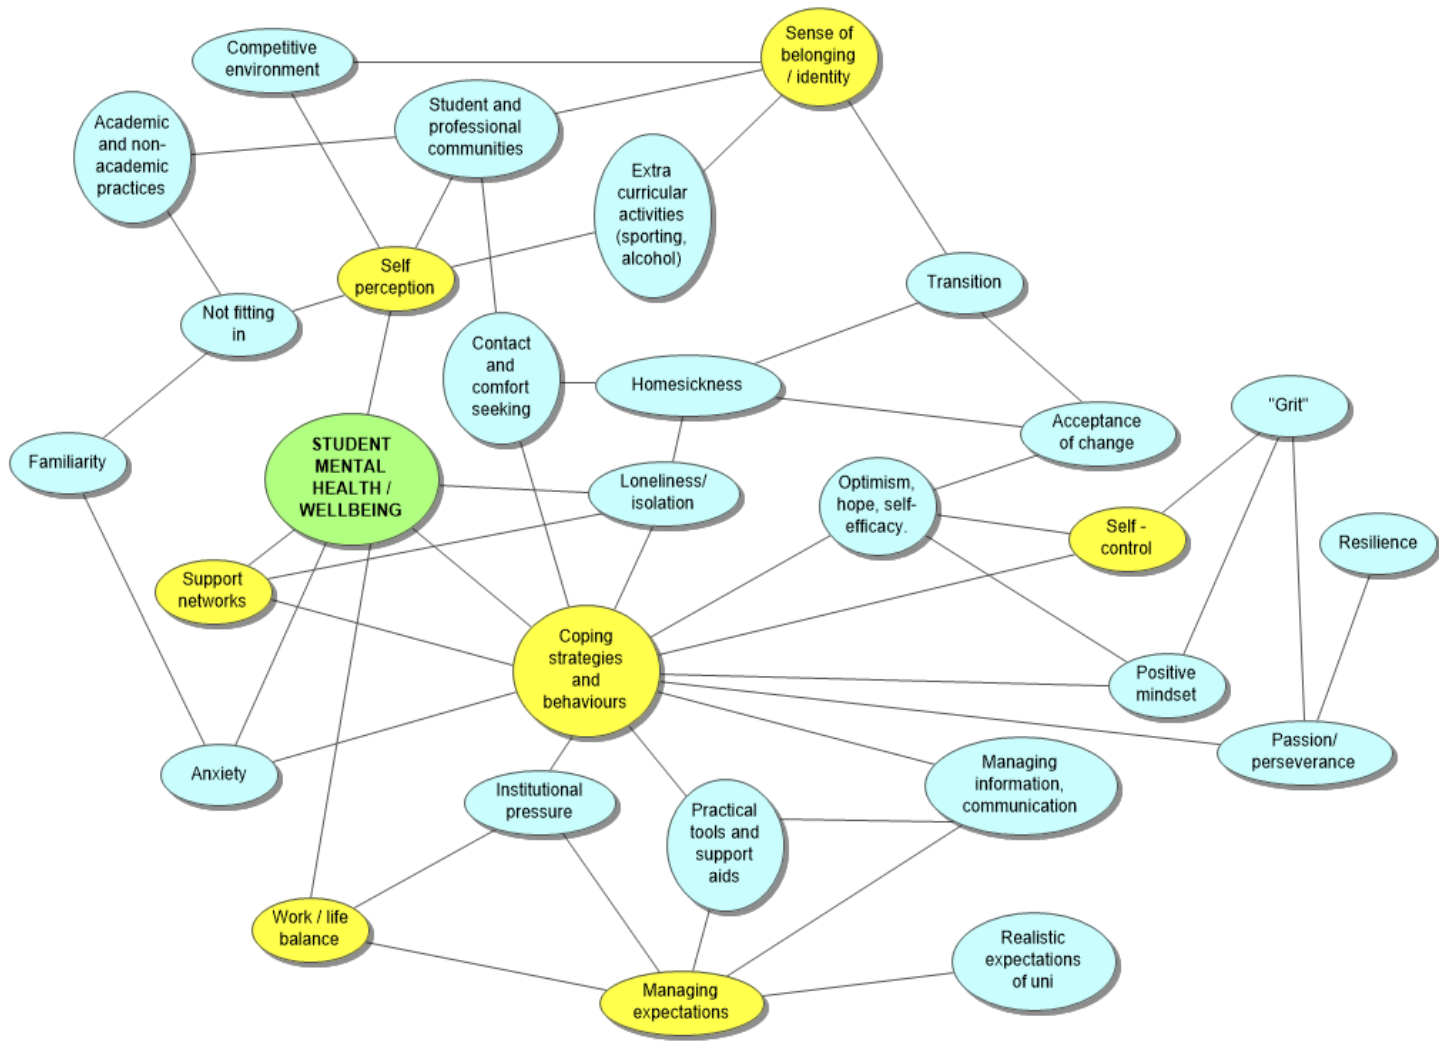 Competitive
environment
Sense of
belonging
/ identity
Student and
professional
communities
Academic
and non-
academic
practices
Extra
curricular
activities
(sporting,
alcohol)
Self
perception
Transition
Not fitting
in
Contact
and
comfort
seeking
Homesickness
"Grit"
Acceptance
of change
STUDENT
MENTAL
HEALTH /
WELLBEING
Familiarity
Loneliness/
isolation
Optimism,
hope, self-
efficacy.
Self -
control
Resilience
Support
networks
Coping
strategies
and
behaviours
Positive
mindset
Passion/
perseverance
Anxiety
Institutional
pressure
Practical
tools and
support
aids
Managing
information,
communication
Work / life
balance
Realistic
expectations
of uni
Managing
expectations